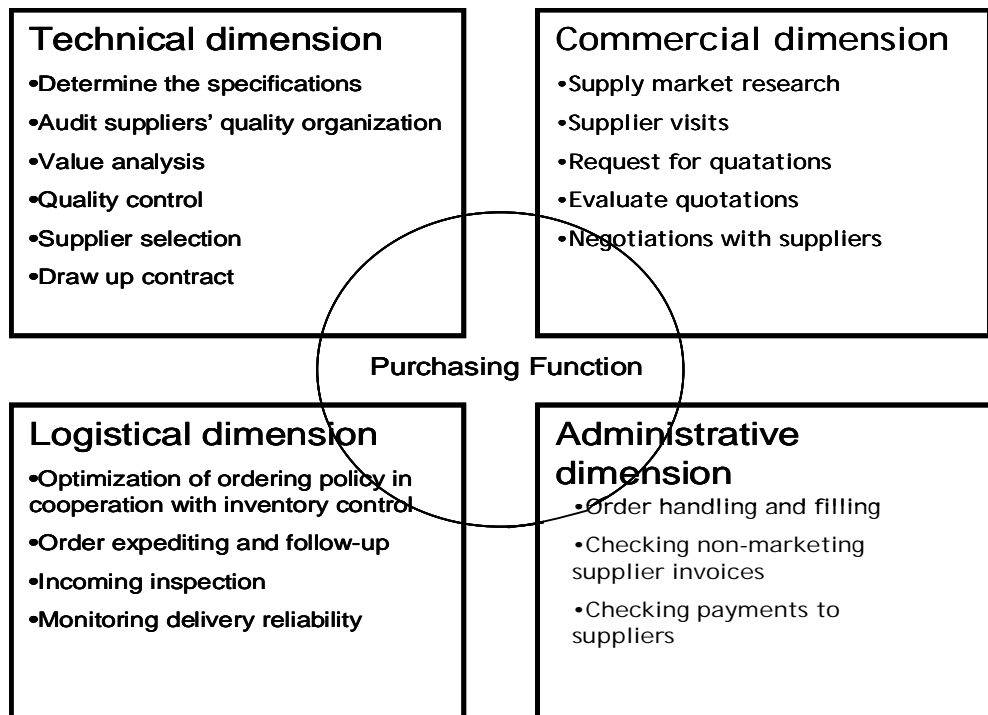 Technical dimension
•Determine the specifications
•Audit suppliers' quality organization
•Value analysis
•Quality control
•Supplier selection
•Draw up contract
Commercial dimension
•Supply market research
•Supplier visits
•Request for quatations
•Evaluate quotations
•Negotiations with suppliers
Purchasing Function
Logistical dimension
•Optimization of ordering policy in
cooperation with inventory control
•Order expediting and follow-up
•Incoming inspection
•Monitoring delivery reliability
Administrative
dimension
•Order handling and filling
•Checking non-marketing
supplier invoices
•Checking payments to
suppliers